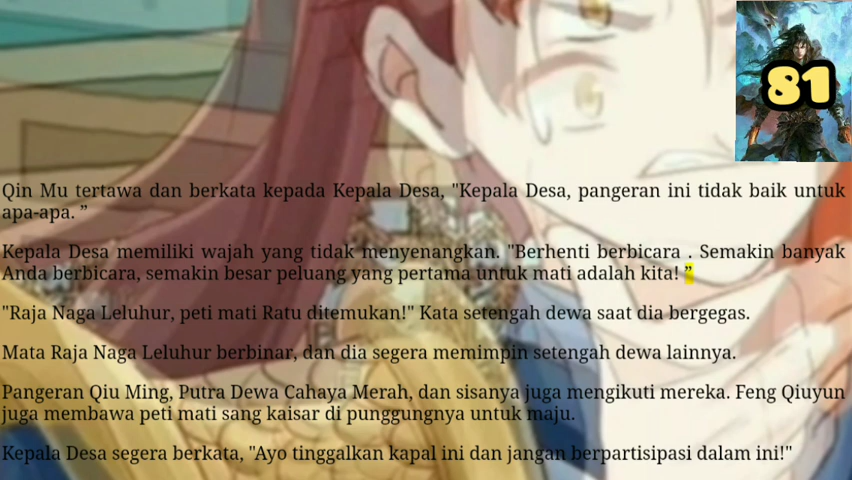 81
Qin Mu tertawa dan berkata kepada Kepala Desa, "Kepala Desa, pangeran ini tidak baik untuk
apa-apa. ”
Kepala Desa memiliki wajah yang tidak menyenangkan. "Berhenti berbicara . Semakin banyak
Anda berbicara, semakin besar peluang yang pertama untuk mati adalah kita! ”
"Raja Naga Leluhur, peti mati Ratu ditemukan!" Kata setengah dewa saat dia bergegas.
Mata Raja Naga Leluhur berbinar, dan dia segera memimpin setengah dewa lainnya.
Pangeran Qiu Ming, Putra Dewa Cahaya Merah, dan sisanya juga mengikuti mereka. Feng Qiuyun
juga membawa peti mati sang kaisar di punggungnya untuk maju.
Kepala Desa segera berkata, "Ayo tinggalkan kapal ini dan jangan berpartisipasi dalam ini!"